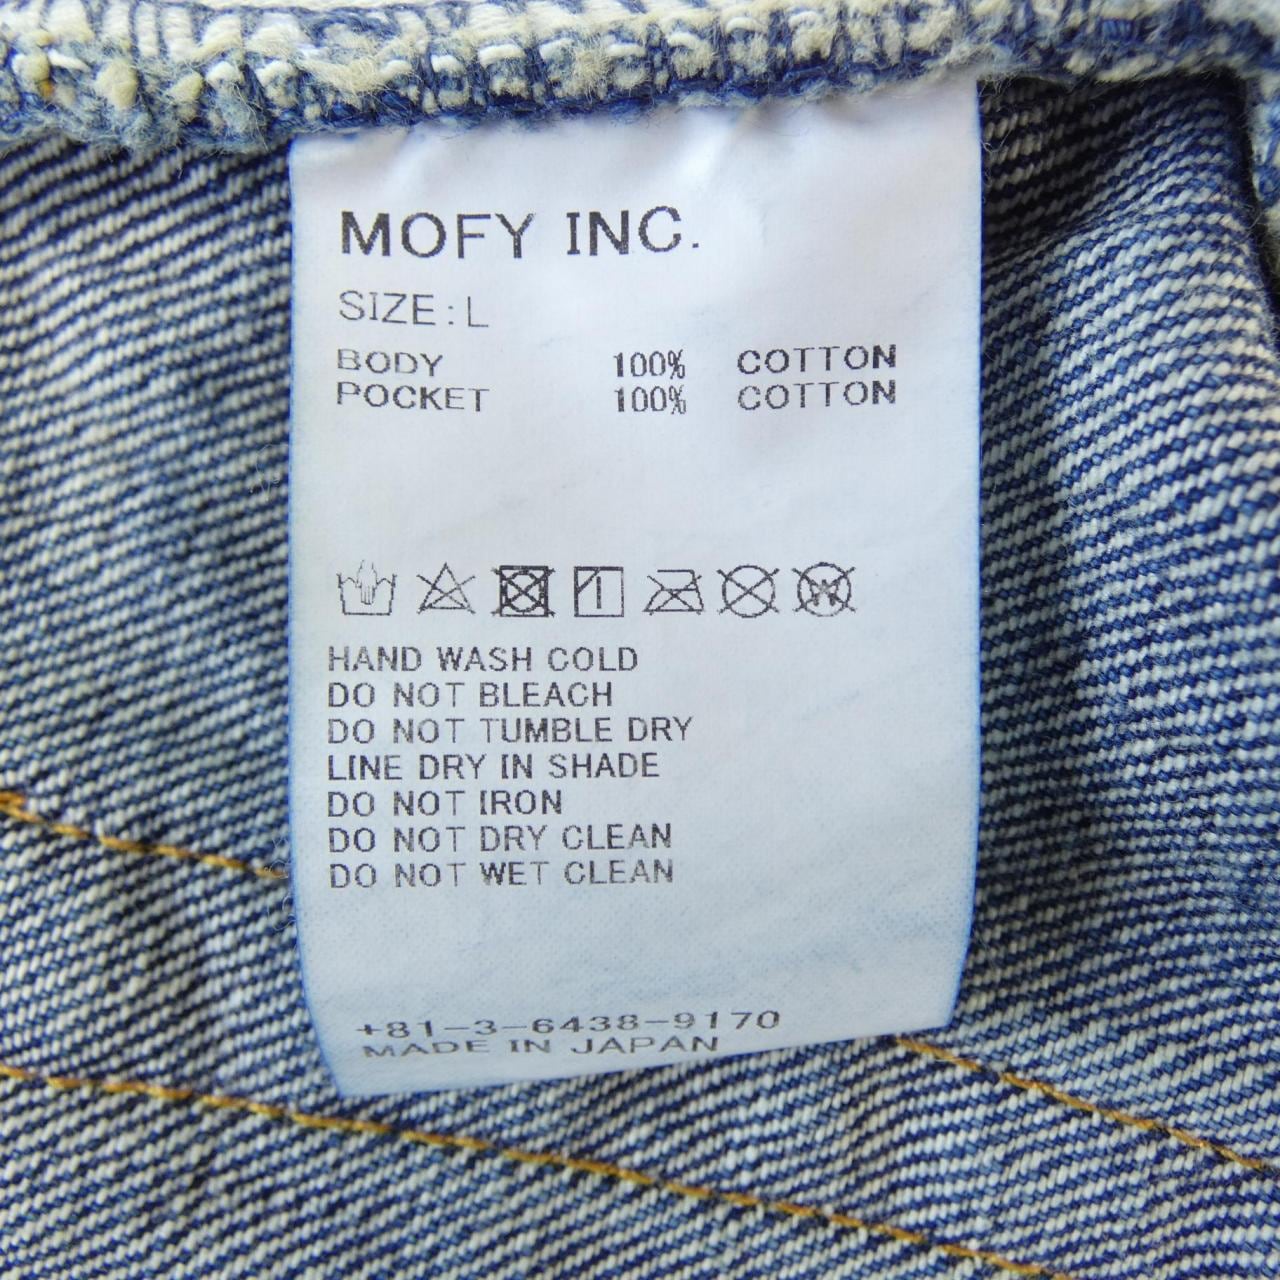 MOFY INC.
SIZE:L
BODY 100% COTTON
POCKET 100% COTTON
HAND WASH COLD
DO NOT BLEACH
DO NOT TUMBLE DRY
LINE DRY IN SHADE
DO NOT IRON
DO NOT DRY CLEAN
DO NOT WET CLEAN
+81-3-6438-9170
MADE IN JAPAN